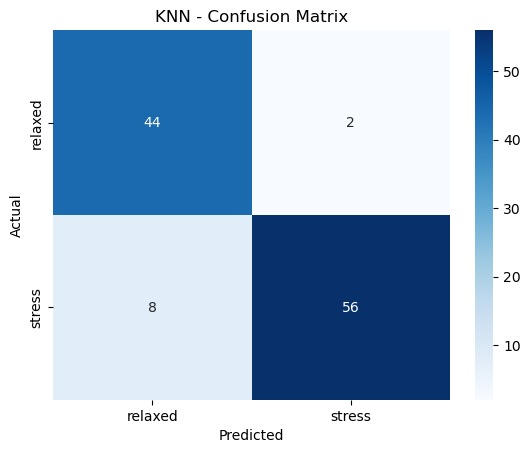 KNN - Confusion Matrix
relaxed
44
2
50
40
30
20
10
Actual
stress
8
56
relaxed
stress
Predicted